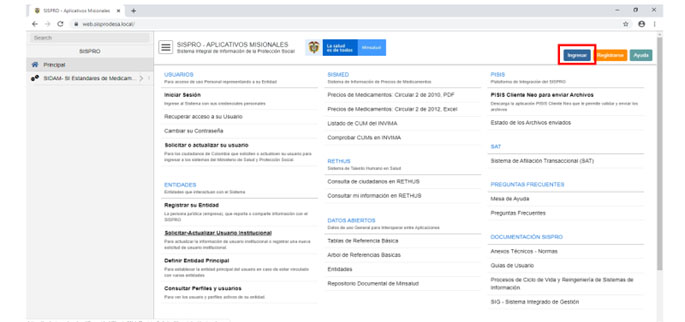 SISPRO - Aplicativos Misionales
web.sisprodesa.local/
Search
SISPRO
Principal
SIDAM- SI Estandares de Medicam...
SISPRO - APLICATIVOS MISIONALES
Sistema Integral de Información de la Protección Social
La salud
es de todos
Minsalud
Ingresar
Registrarse
Ayuda
USUARIOS
Para acceso de uso Personal representando a su Entidad
Iniciar Sesión
Ingrese al Sistema con sus credenciales personales
Recuperar acceso a su Usuario
Cambiar su Contraseña
Solicitar o actualizar su usuario
Para los ciudadanos de Colombia que soliciten o actualicen su usuario para
ingresar a los sistemas del Ministerio de Salud y Protección Social.
ENTIDADES
Entidades que interactúan con el Sistema
Registrar su Entidad
La persona jurídica (empresa), que reporta o comparte información con el
SISPRO
Solicitar-Actualizar Usuario Institucional
Para actualizar la información de usuario institucional o registrar una nueva
solicitud de usuario institucional.
Definir Entidad Principal
Para establecer la entidad principal del usuario en caso de estar vinculado
con varias entidades
Consultar Perfiles y usuarios
Para ver los usuario y perfiles activos de su entidad.
SISMED
Sistema de Información de Precios de Medicamentos
Precios de Medicamentos: Circular 2 de 2010, PDF
Precios de Medicamentos: Circular 2 de 2012, Excel
Listado de CUM del INVIMA
Comprobar CUMs en INVIMA
RETHUS
Sistema de Talento Humano en Salud
Consulta de ciudadanos en RETHUS
Consultar mi información en RETHUS
DATOS ABIERTOS
Datos de uso General para interoperar entre Aplicaciones
Tablas de Referencia Básica
Arbol de Referencias Basicas
Entidades
Repositorio Documental de Minsalud
PISIS
Plataforma de Integración del SISPRO
PISIS Cliente Neo para enviar Archivos
Descarga la aplicación PISIS Cliente Neo que le permite validar y enviar los
archivos
Estado de los Archivos enviados
SAT
Sistema de Afiliación Transaccional (SAT)
PREGUNTAS FRECUENTES
Mesa de Ayuda
Preguntas Frecuentes
DOCUMENTACIÓN SISPRO
Anexos Técnicos - Normas
Guías de Usuario
Procesos de Ciclo de Vida y Reingeniería de Sistemas de
Información.
SIG - Sistema Integrado de Gestión